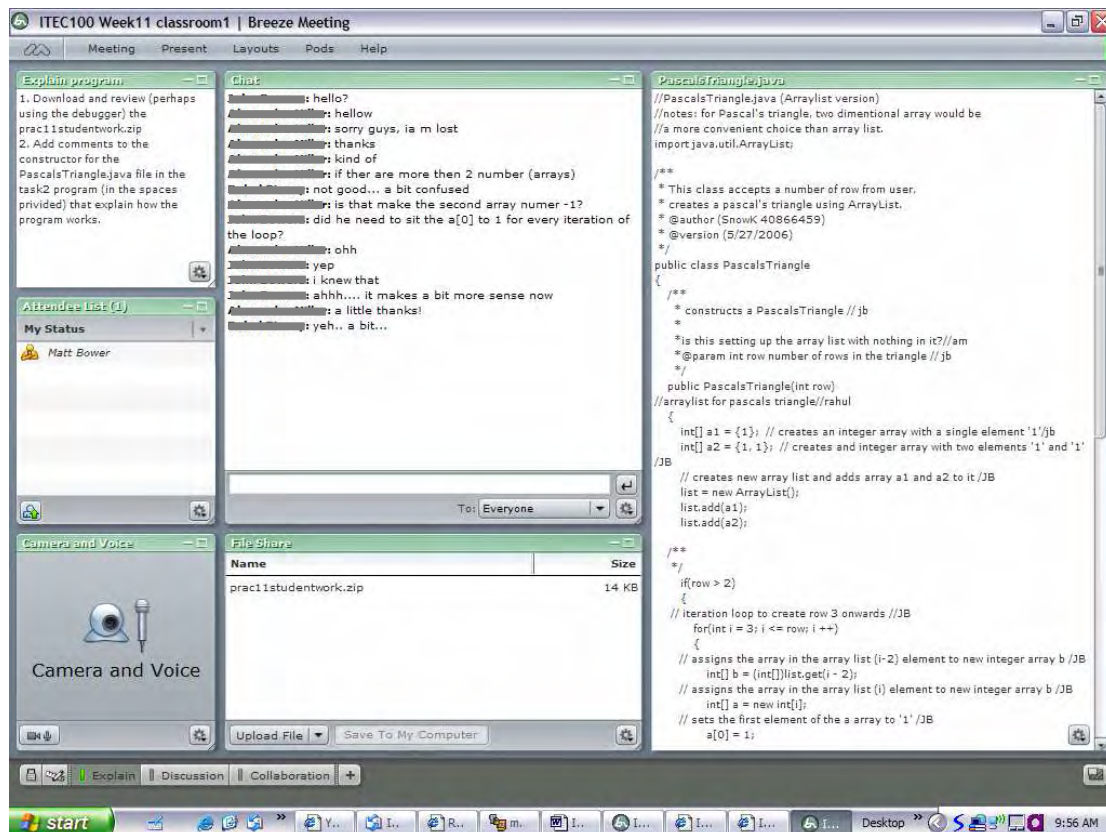 ITEC100 Week11 classroom1 | Breeze Meeting
Meeting Present Layouts Pods Help
Explain program
1. Download and review (perhaps
using the debugger) the
prac11studentwork.zip
2. Add comments to the
constructor for the
PascalsTriangle.java file in the
task2 program (in the spaces
privided) that explain how the
program works.
Attendee List (1)
My Status
Matt Bower
Camera and Voice
Camera and Voice
Chat
: hello?
: hellow
: sorry guys, ia m lost
: thanks
: kind of
: if ther are more then 2 number (arrays)
: not good... a bit confused
: is that make the second array numer -1?
: did he need to sit the a[0] to 1 for every iteration of
the loop?
: ohh
: yep
: i knew that
: ahhh.... it makes a bit more sense now
: a little thanks!
: yeh.. a bit...
To: Everyone
File Share
Name Size
prac11studentwork.zip 14 KB
Upload File Save To My Computer
PascalsTriangle.java
//PascalsTriangle.java (Arraylist version)
//notes: for Pascal's triangle, two dimentional array would be
//a more convenient choice than array list.
import java.util.ArrayList;
/**
* This class accepts a number of row from user.
* creates a pascal's triangle using ArrayList.
* @author (SnowK 40866459)
* @version (5/27/2006)
*/
public class PascalsTriangle
{
/**
* constructs a PascalsTriangle // jb
*
*is this setting up the array list with nothing in it?//am
*@param int row number of rows in the triangle // jb
*/
public PascalsTriangle(int row)
//arraylist for pascals triangle//rahul
{
int[] a1 = {1}; // creates an integer array with a single element '1'/jb
int[] a2 = {1, 1}; // creates and integer array with two elements '1' and '1'
/JB
// creates new array list and adds array a1 and a2 to it /JB
list = new ArrayList();
list.add(a1);
list.add(a2);
/**
*/
if(row > 2)
{
// iteration loop to create row 3 onwards //JB
for(int i = 3; i <= row; i ++)
{
// assigns the array in the array list (i-2) element to new integer array b /JB
int[] b = (int[])list.get(i - 2);
// assigns the array in the array list (i) element to new integer array b /JB
int[] a = new int[i];
// sets the first element of the a array to '1' /JB
a[0] = 1;
Explain Discussion Collaboration +
start » Y... I... R... m... I... I... I... I... I... Desktop » 9:56 AM